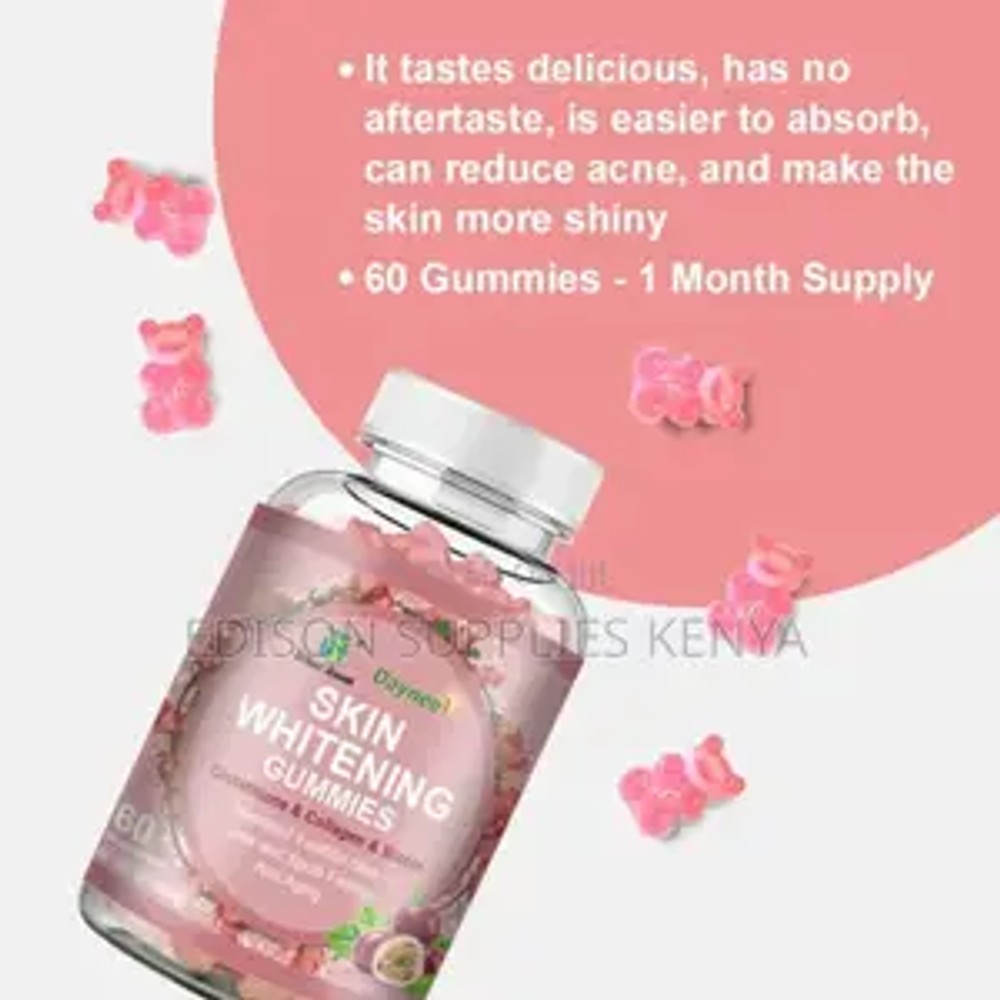 • It tastes delicious, has no
aftertaste, is easier to absorb,
can reduce acne, and make the
skin more shiny
• 60 Gummies - 1 Month Supply
EDISON SUPPLIES KENYA
SKIN
WHITENING
GUMMIES
& Collagen &
60